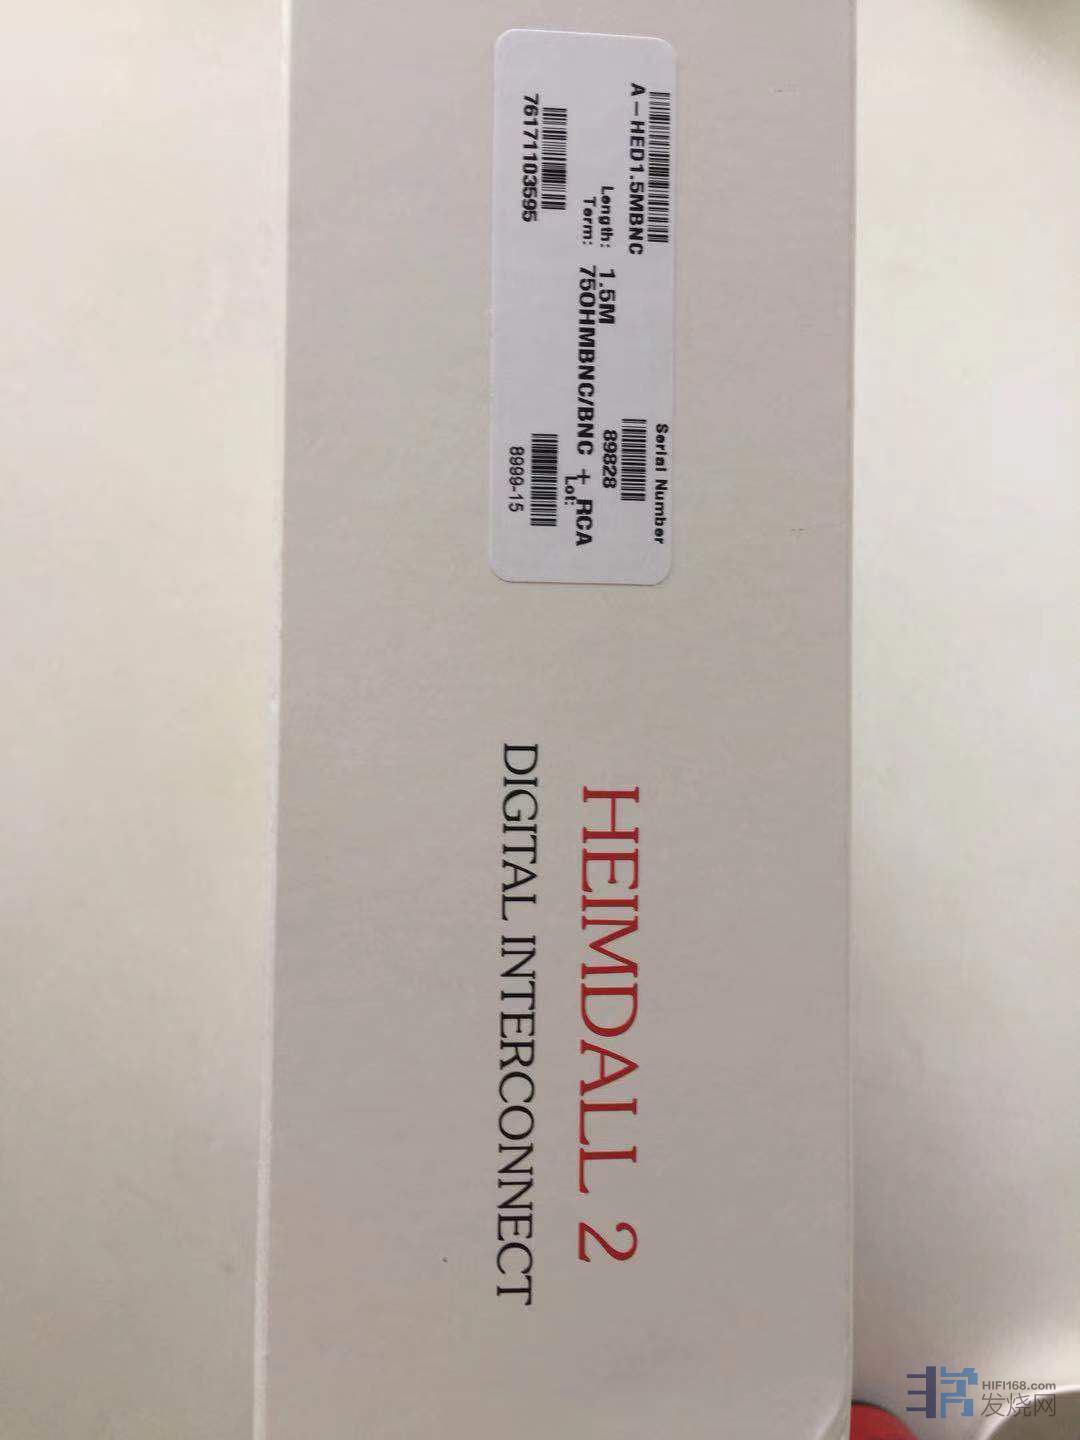 A-HED1.5MBNC
Serial Number
89828
Length: 1.5M
Term: 75OHMBNC/BNC + RCA
Lot:
76171103595
8999-15
HEIMDALL 2
DIGITAL INTERCONNECT
HIFI168.com
发烧网